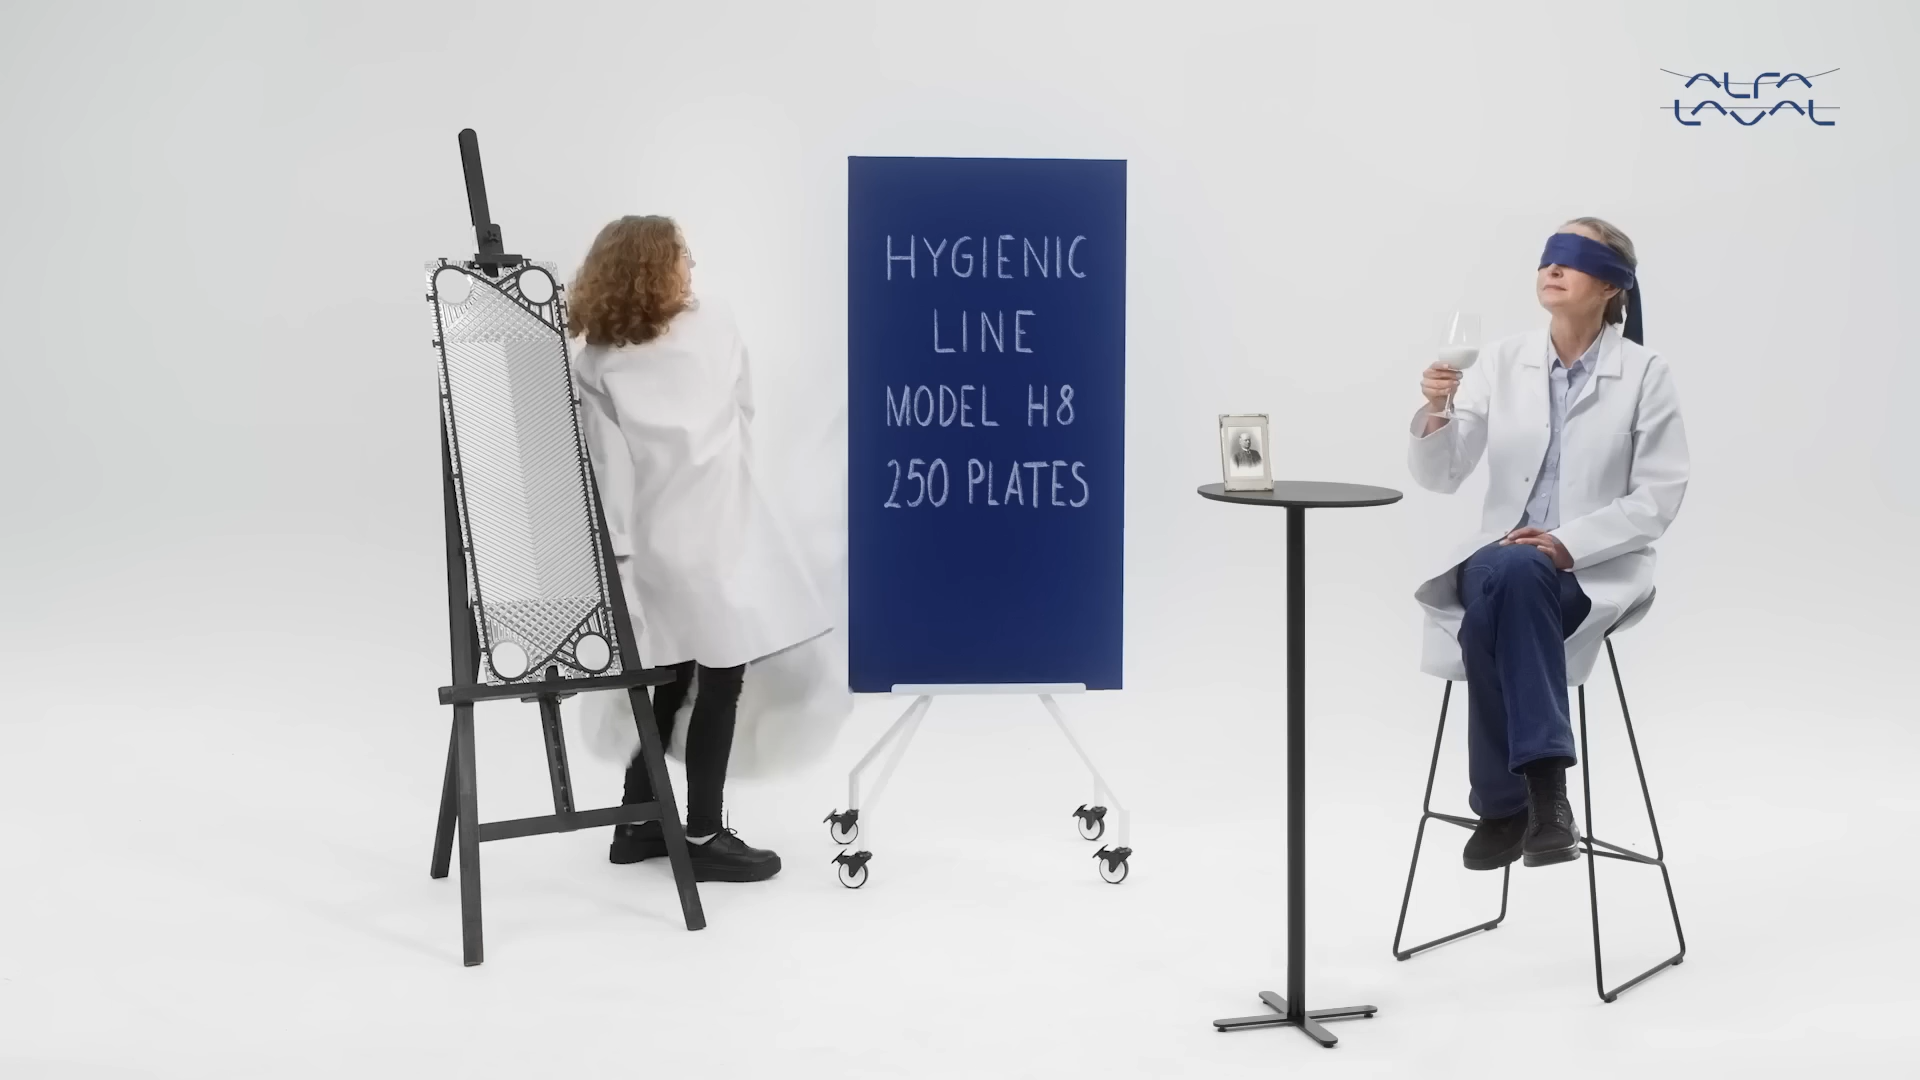 ALFA
LAVAL
HYGIENIC
LINE
MODEL H8
250 PLATES